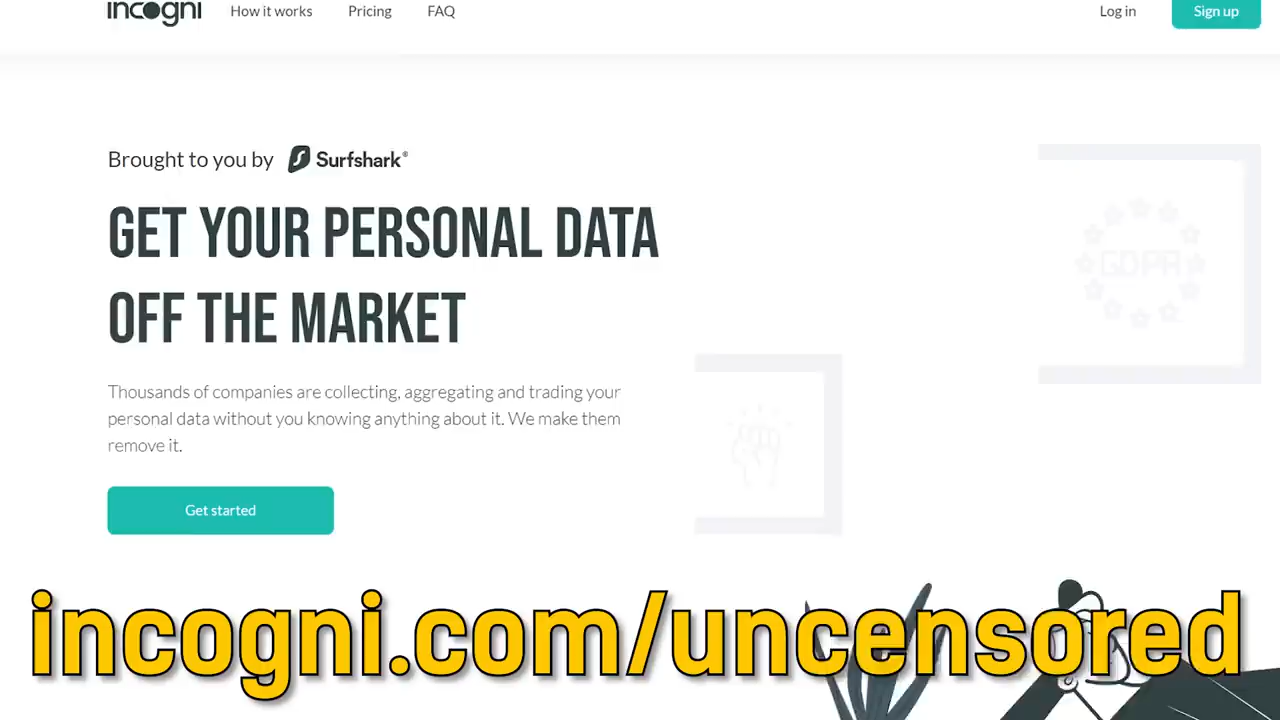 incogni
How it works
Pricing
FAQ
Log in
Sign up
Brought to you by Surfshark®
GET YOUR PERSONAL DATA
OFF THE MARKET
Thousands of companies are collecting, aggregating and trading your
personal data without you knowing anything about it. We make them
remove it.
Get started
GDPR
incogni.com/uncensored